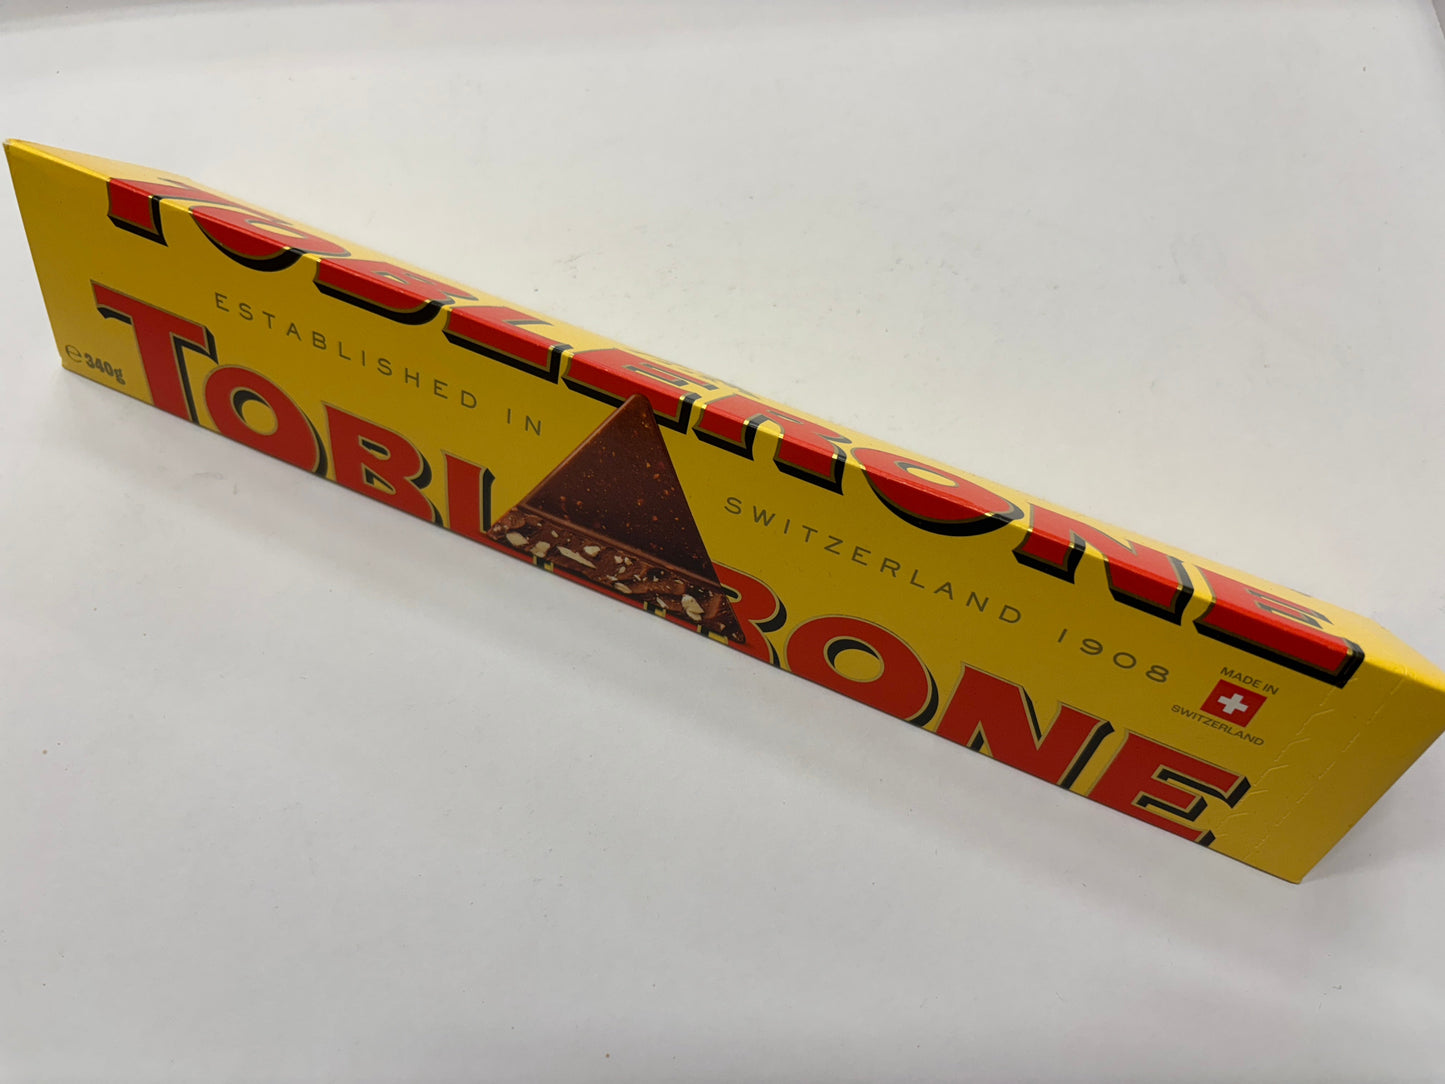 TOBLERONE
ESTABLISHED IN
SWITZERLAND 1908
TOBLERONE
℮340g
MADE IN
SWITZERLAND